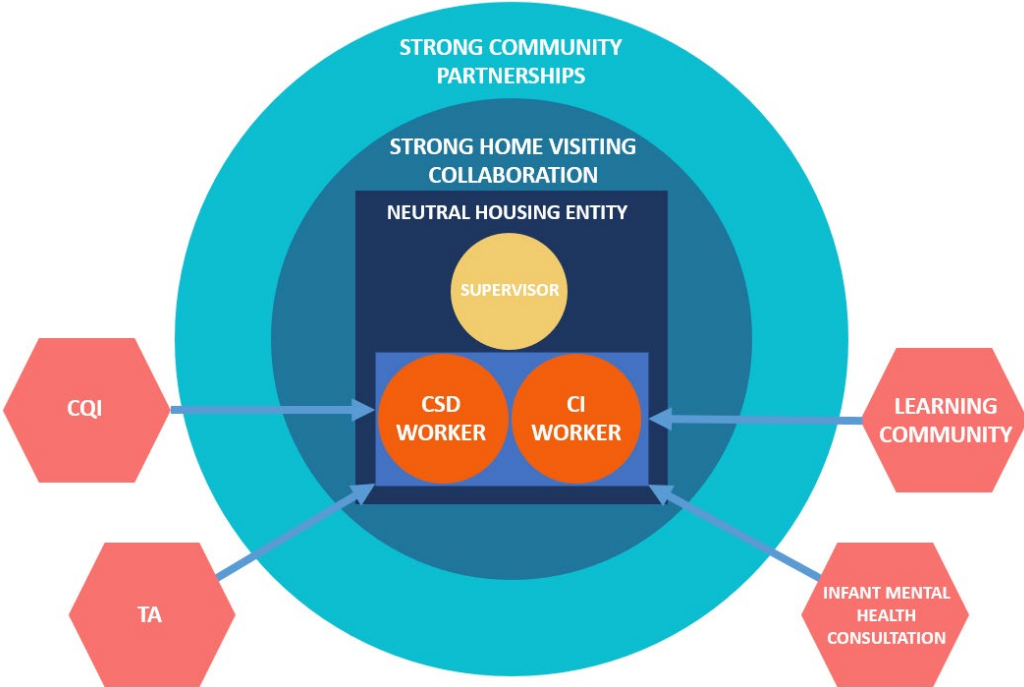 STRONG COMMUNITY
PARTNERSHIPS
STRONG HOME VISITING
COLLABORATION
NEUTRAL HOUSING ENTITY
SUPERVISOR
CQI
CSD
WORKER
CI
WORKER
LEARNING
COMMUNITY
TA
INFANT MENTAL
HEALTH
CONSULTATION